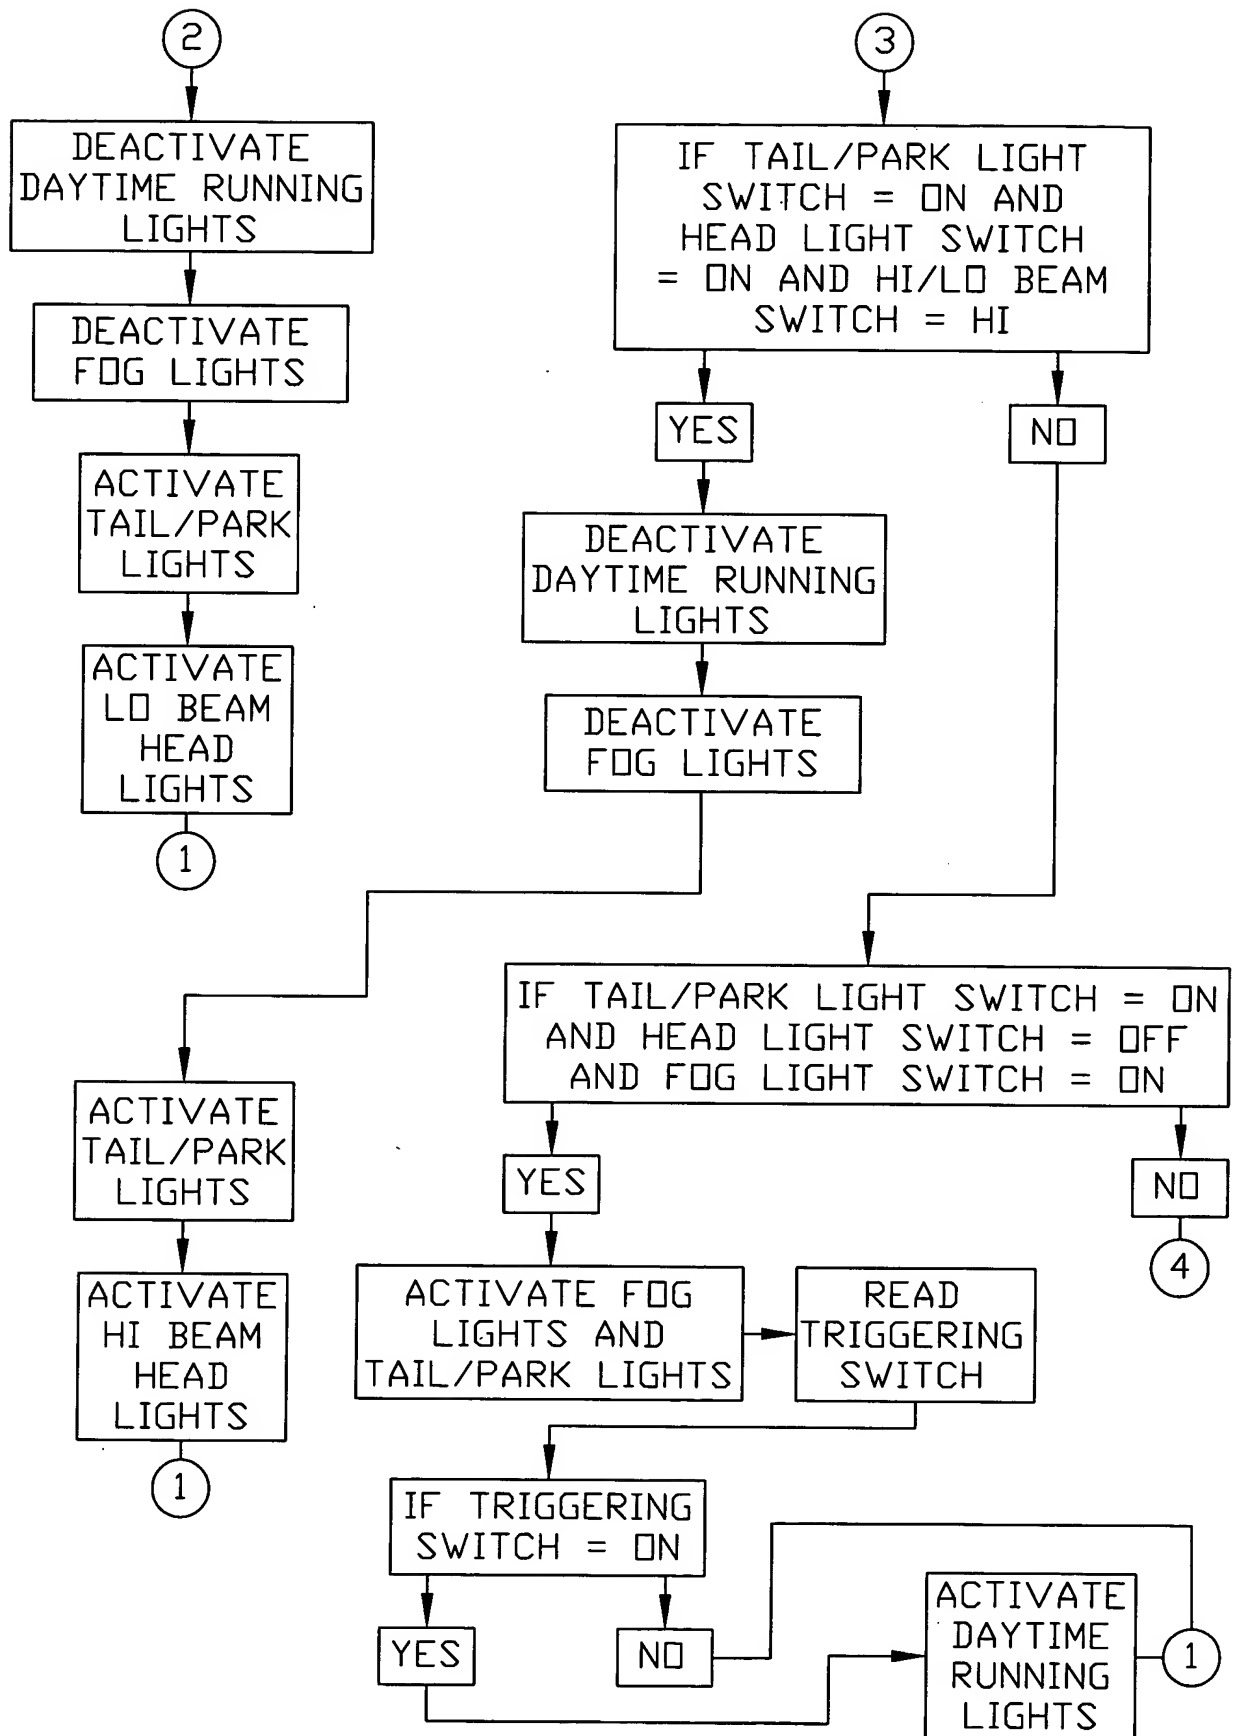 2
DEACTIVATE
DAYTIME RUNNING
LIGHTS
DEACTIVATE
FOG LIGHTS
ACTIVATE
TAIL/PARK
LIGHTS
ACTIVATE
LO BEAM
HEAD
LIGHTS
1
3
IF TAIL/PARK LIGHT
SWITCH = ON AND
HEAD LIGHT SWITCH
= ON AND HI/LO BEAM
SWITCH = HI
YES
NO
DEACTIVATE
DAYTIME RUNNING
LIGHTS
DEACTIVATE
FOG LIGHTS
ACTIVATE
TAIL/PARK
LIGHTS
ACTIVATE
HI BEAM
HEAD
LIGHTS
1
IF TAIL/PARK LIGHT SWITCH = ON
AND HEAD LIGHT SWITCH = OFF
AND FOG LIGHT SWITCH = ON
YES
NO
4
ACTIVATE FOG
LIGHTS AND
TAIL/PARK LIGHTS
READ
TRIGGERING
SWITCH
IF TRIGGERING
SWITCH = ON
YES
NO
ACTIVATE
DAYTIME
RUNNING
LIGHTS
1